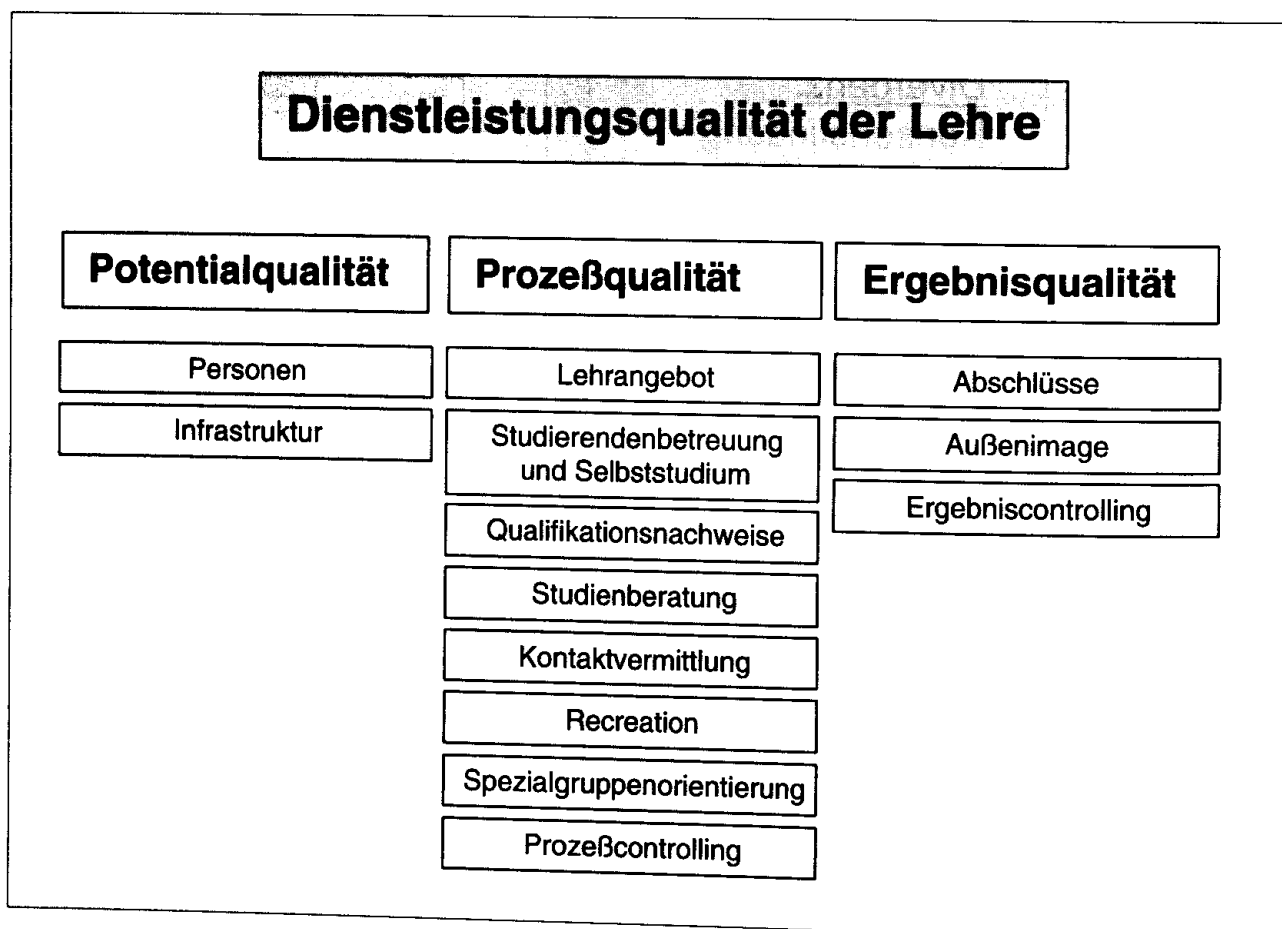 Dienstleistungsqualität der Lehre
Potentialqualität
Personen
Infrastruktur
Prozeßqualität
Lehrangebot
Studierendenbetreuung
und Selbststudium
Qualifikationsnachweise
Studienberatung
Kontaktvermittlung
Recreation
Spezialgruppenorientierung
Prozeßcontrolling
Ergebnisqualität
Abschlüsse
Außenimage
Ergebniscontrolling